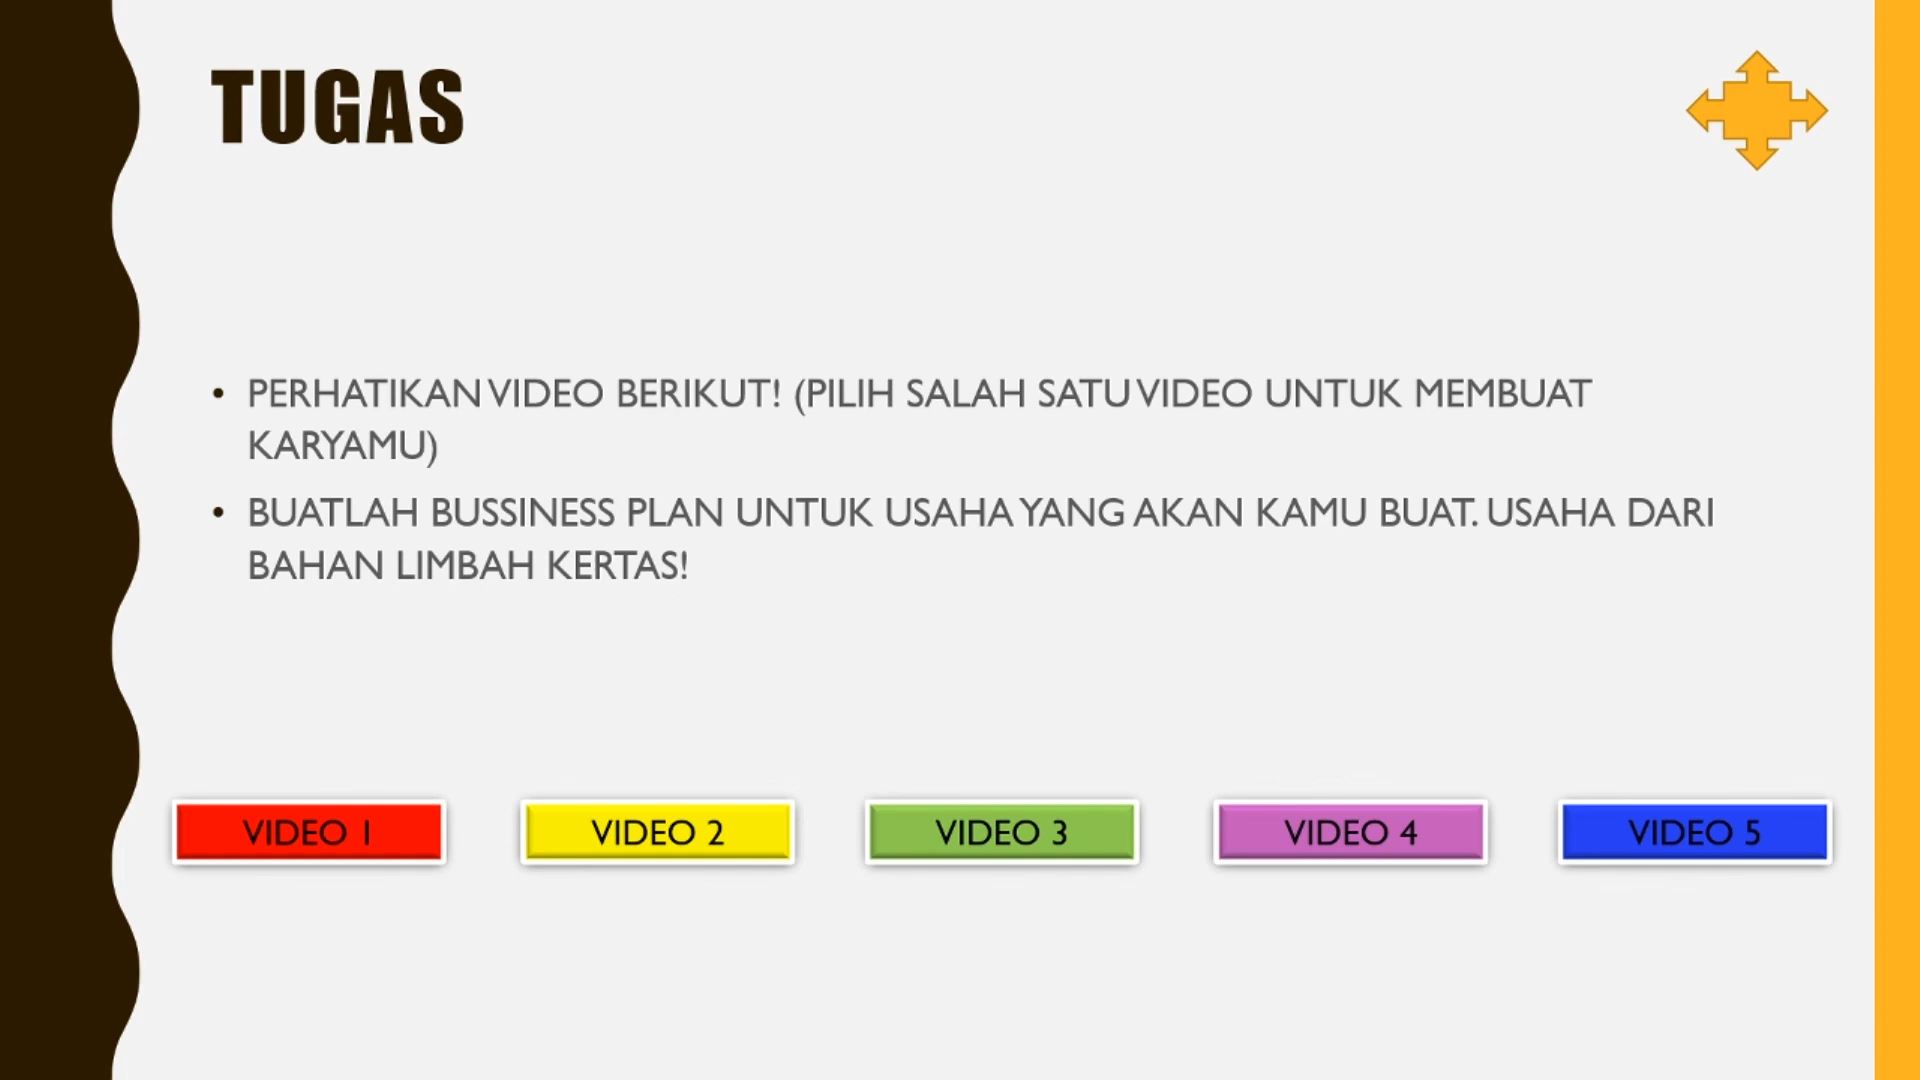 TUGAS
• PERHATIKAN VIDEO BERIKUT! (PILIH SALAH SATU VIDEO UNTUK MEMBUAT
KARYAMU)
• BUATLAH BUSSINESS PLAN UNTUK USAHA YANG AKAN KAMU BUAT. USAHA DARI
BAHAN LIMBAH KERTAS!
VIDEO 1
VIDEO 2
VIDEO 3
VIDEO 4
VIDEO 5